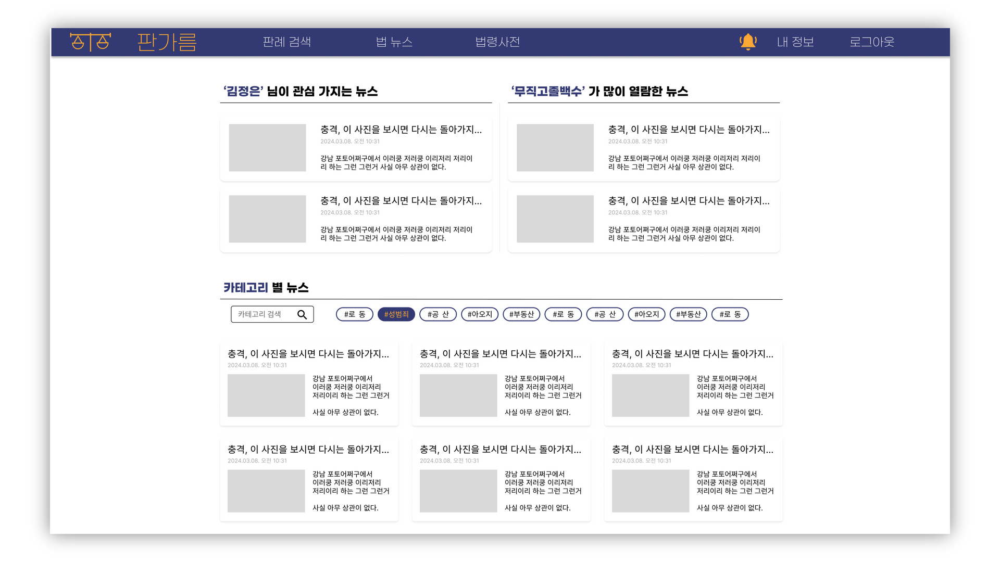 판가름
판례 검색
법 뉴스
법령사전
내 정보
로그아웃
‘김정은’ 님이 관심 가지는 뉴스
충격, 이 사진을 보시면 다시는 돌아가지...
2024.03.08. 오전 10:31
강남 포토어쩌구에서 이러쿵 저러쿵 이리저리 저리이
리 하는 그런 그런거 사실 아무 상관이 없다.
충격, 이 사진을 보시면 다시는 돌아가지...
2024.03.08. 오전 10:31
강남 포토어쩌구에서 이러쿵 저러쿵 이리저리 저리이
리 하는 그런 그런거 사실 아무 상관이 없다.
‘무직고졸백수’ 가 많이 열람한 뉴스
충격, 이 사진을 보시면 다시는 돌아가지...
2024.03.08. 오전 10:31
강남 포토어쩌구에서 이러쿵 저러쿵 이리저리 저리이
리 하는 그런 그런거 사실 아무 상관이 없다.
충격, 이 사진을 보시면 다시는 돌아가지...
2024.03.08. 오전 10:31
강남 포토어쩌구에서 이러쿵 저러쿵 이리저리 저리이
리 하는 그런 그런거 사실 아무 상관이 없다.
카테고리 별 뉴스
카테고리 검색
#로 동
#성범죄
#공 산
#아오지
#부동산
#로 동
#공 산
#아오지
#부동산
#로 동
충격, 이 사진을 보시면 다시는 돌아가지...
2024.03.08. 오전 10:31
강남 포토어쩌구에서
이러쿵 저러쿵 이리저리
저리이리 하는 그런 그런거
사실 아무 상관이 없다.
충격, 이 사진을 보시면 다시는 돌아가지...
2024.03.08. 오전 10:31
강남 포토어쩌구에서
이러쿵 저러쿵 이리저리
저리이리 하는 그런 그런거
사실 아무 상관이 없다.
충격, 이 사진을 보시면 다시는 돌아가지...
2024.03.08. 오전 10:31
강남 포토어쩌구에서
이러쿵 저러쿵 이리저리
저리이리 하는 그런 그런거
사실 아무 상관이 없다.
충격, 이 사진을 보시면 다시는 돌아가지...
2024.03.08. 오전 10:31
강남 포토어쩌구에서
이러쿵 저러쿵 이리저리
저리이리 하는 그런 그런거
사실 아무 상관이 없다.
충격, 이 사진을 보시면 다시는 돌아가지...
2024.03.08. 오전 10:31
강남 포토어쩌구에서
이러쿵 저러쿵 이리저리
저리이리 하는 그런 그런거
사실 아무 상관이 없다.
충격, 이 사진을 보시면 다시는 돌아가지...
2024.03.08. 오전 10:31
강남 포토어쩌구에서
이러쿵 저러쿵 이리저리
저리이리 하는 그런 그런거
사실 아무 상관이 없다.